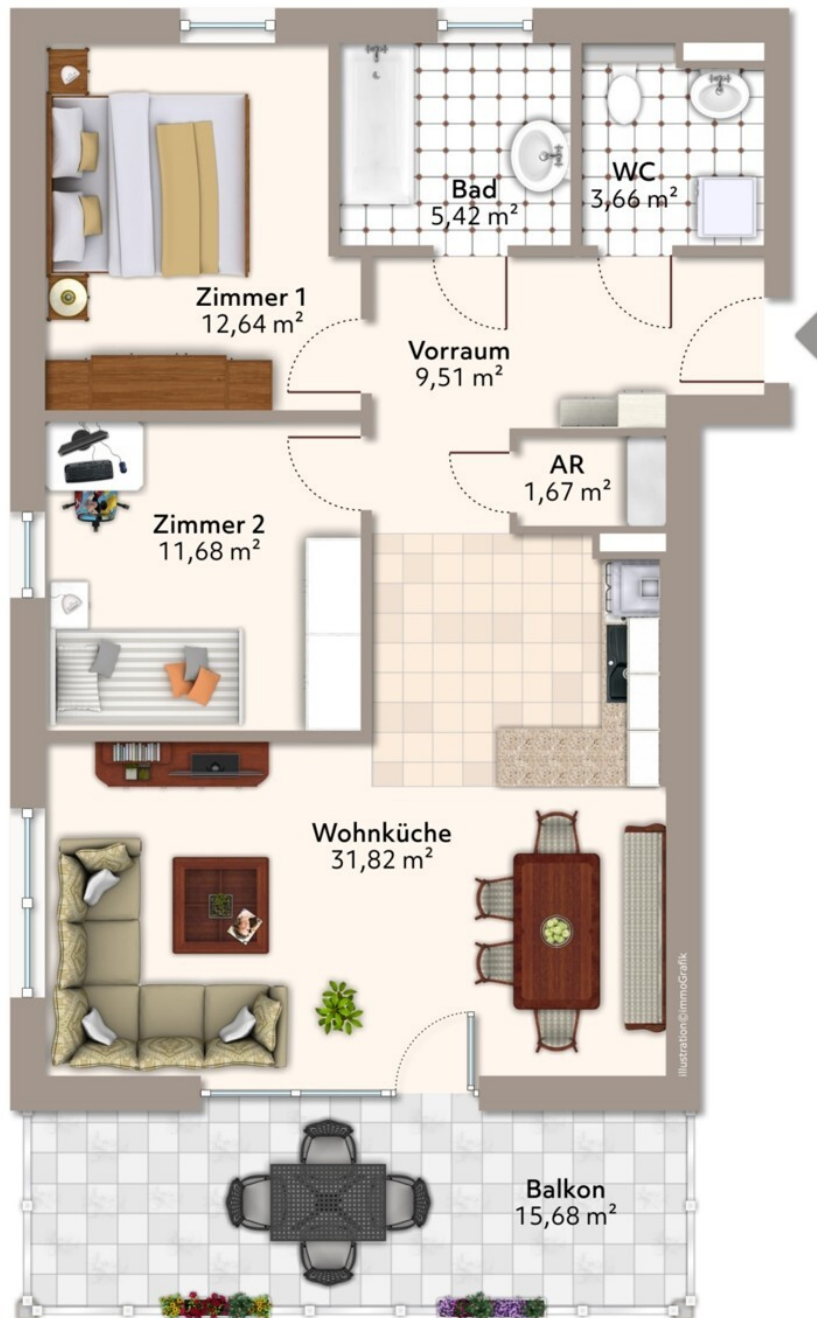 Bad
5,42 m²
WC
3,66 m²
Zimmer 1
12,64 m²
Vorraum
9,51 m²
AR
1,67 m²
Zimmer 2
11,68 m²
Wohnküche
31,82 m²
illustration©immoGrafik
Balkon
15,68 m²